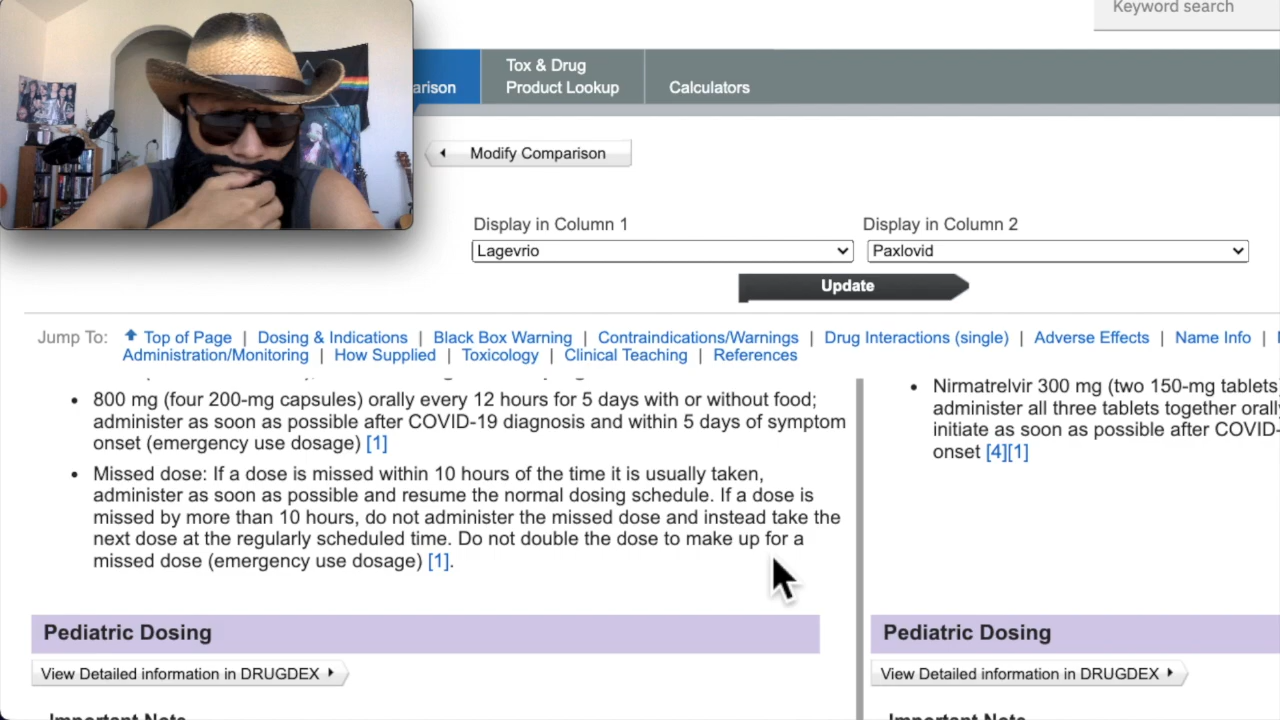 Keyword search
arison
Tox & Drug
Product Lookup
Calculators
Modify Comparison
Display in Column 1
Display in Column 2
Lagevrio
Paxlovid
Update
Jump To: Top of Page | Dosing & Indications | Black Box Warning | Contraindications/Warnings | Drug Interactions (single) | Adverse Effects | Name Info |
Administration/Monitoring | How Supplied | Toxicology | Clinical Teaching | References
• 800 mg (four 200-mg capsules) orally every 12 hours for 5 days with or without food;
administer as soon as possible after COVID-19 diagnosis and within 5 days of symptom
onset (emergency use dosage) [1]
• Missed dose: If a dose is missed within 10 hours of the time it is usually taken,
administer as soon as possible and resume the normal dosing schedule. If a dose is
missed by more than 10 hours, do not administer the missed dose and instead take the
next dose at the regularly scheduled time. Do not double the dose to make up for a
missed dose (emergency use dosage) [1].
• Nirmatrelvir 300 mg (two 150-mg tablets)
administer all three tablets together orally
initiate as soon as possible after COVID-
onset [4][1]
Pediatric Dosing
Pediatric Dosing
View Detailed information in DRUGDEX
View Detailed information in DRUGDEX
Important Note
Important Note